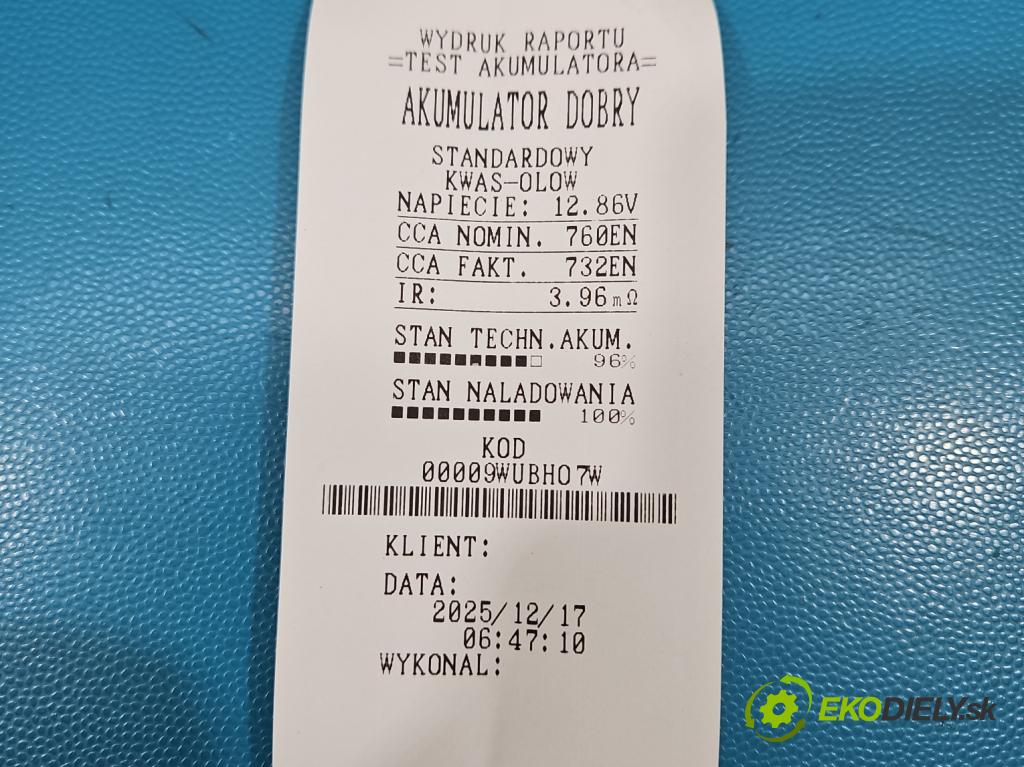 WYDRUK RAPORTU
=TEST AKUMULATORA=
AKUMULATOR DOBRY
STANDARDOWY
KWAS-OLOW
NAPIECIE: 12.86V
CCA NOMIN. 760EN
CCA FAKT. 732EN
IR: 3.96mΩ
STAN TECHN.AKUM.
96%
STAN NALADOWANIA
100%
KOD
00009WUBHO7W
KLIENT:
DATA:
2025/12/17
06:47:10
WYKONAL:
EKODIELY.sk